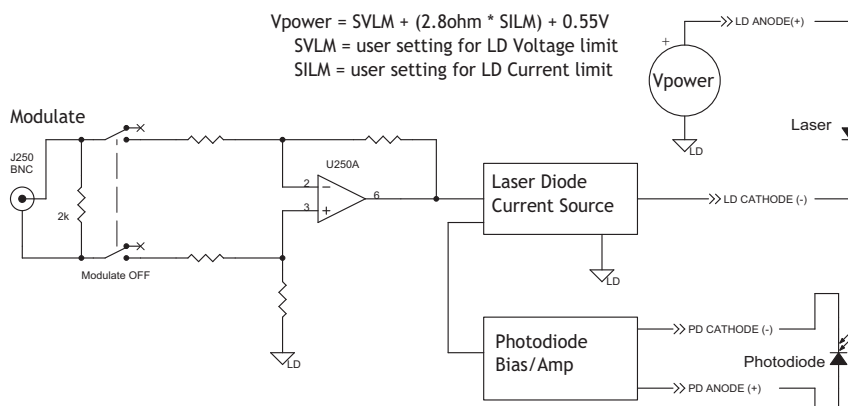 Vpower = SVLM + (2.8ohm * SILM) + 0.55V
SVLM = user setting for LD Voltage limit
SILM = user setting for LD Current limit
LD ANODE(+)
+
Vpower
LD
Modulate
J250
BNC
2k
Modulate OFF
U250A
2
3
6
LD
Laser Diode
Current Source
LD
Laser
LD CATHODE (-)
Photodiode
Bias/Amp
PD CATHODE (-)
Photodiode
PD ANODE (+)